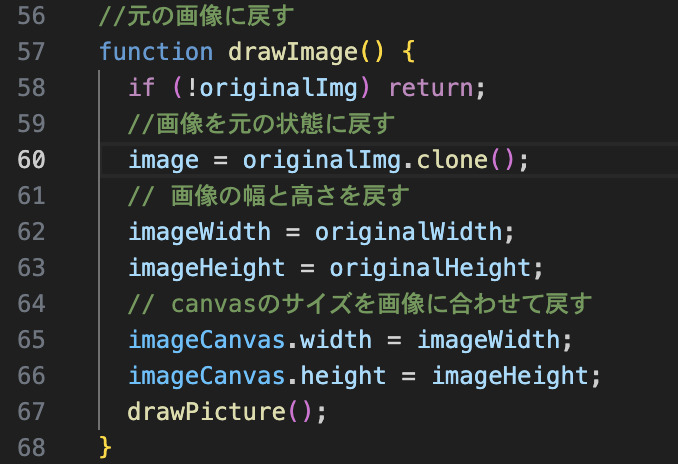 56 //元の画像に戻す
57 function drawImage() {
58 if (!originalImg) return;
59 //画像を元の状態に戻す
60 image = originalImg.clone();
61 // 画像の幅と高さを戻す
62 imageWidth = originalWidth;
63 imageHeight = originalHeight;
64 // canvasのサイズを画像に合わせて戻す
65 imageCanvas.width = imageWidth;
66 imageCanvas.height = imageHeight;
67 drawPicture();
68 }